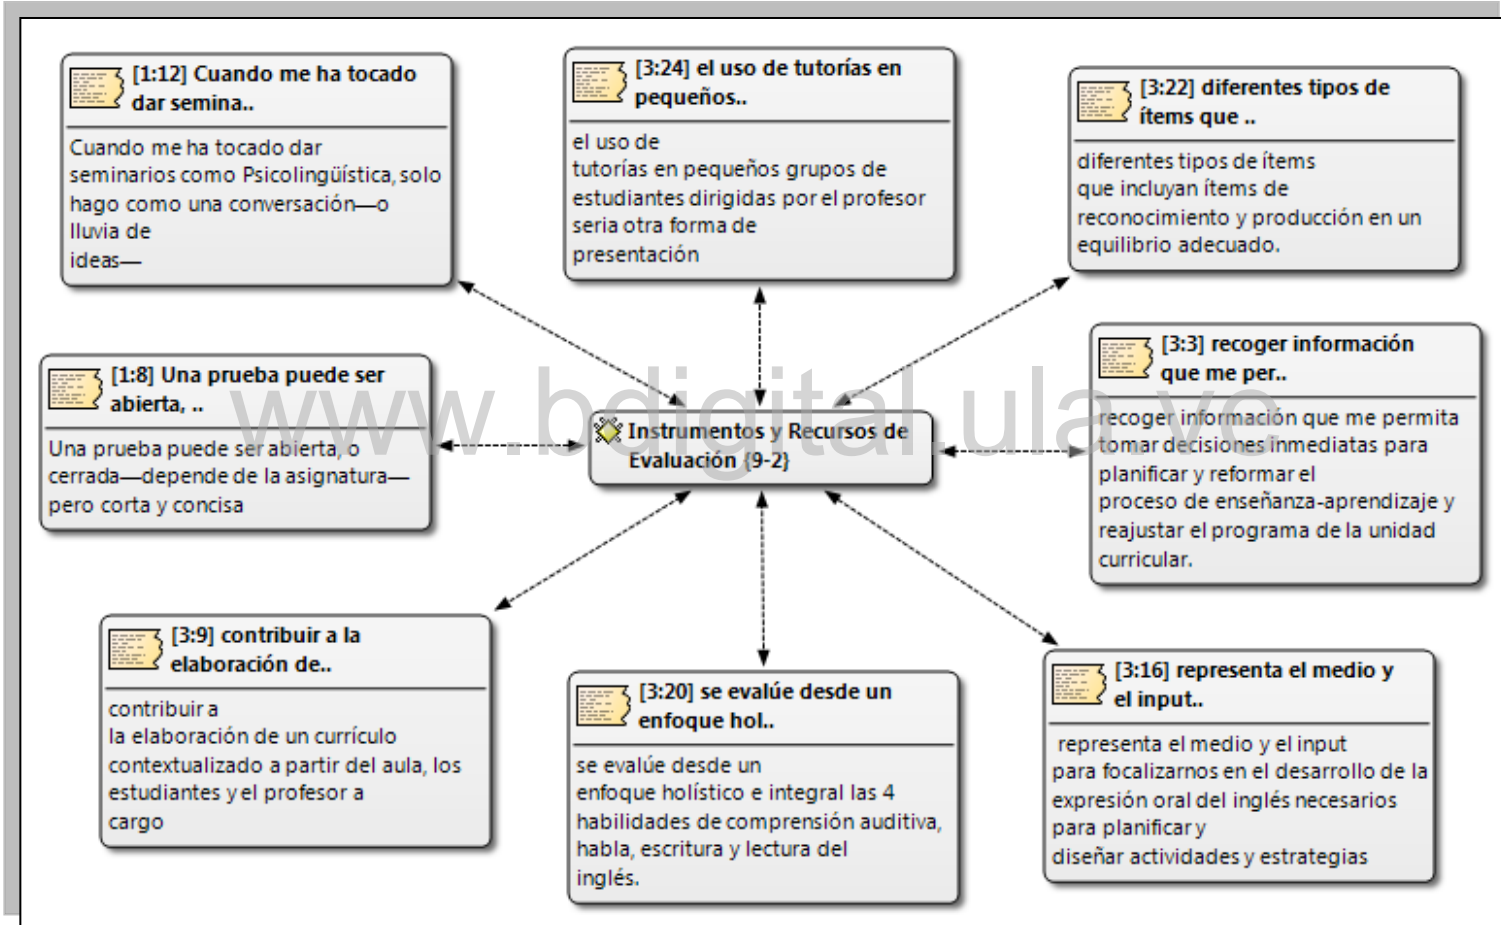 [1:12] Cuando me ha tocado
dar semina..
Cuando me ha tocado dar
seminarios como Psicolingüística, solo
hago como una conversación—o
lluvia de
ideas—
[3:24] el uso de tutorías en
pequeños..
el uso de
tutorías en pequeños grupos de
estudiantes dirigidas por el profesor
seria otra forma de
presentación
[3:22] diferentes tipos de
ítems que ..
diferentes tipos de ítems
que incluyan ítems de
reconocimiento y producción en un
equilibrio adecuado.
[1:8] Una prueba puede ser
abierta, ..
Una prueba puede ser abierta, o
cerrada—depende de la asignatura—
pero corta y concisa
Instrumentos y Recursos de
Evaluación {9-2}
[3:3] recoger información
que me per..
recoger información que me permita
tomar decisiones inmediatas para
planificar y reformar el
proceso de enseñanza-aprendizaje y
reajustar el programa de la unidad
curricular.
www.bdigital.ula.ve
[3:9] contribuir a la
elaboración de..
contribuir a
la elaboración de un currículo
contextualizado a partir del aula, los
estudiantes y el profesor a
cargo
[3:20] se evalúe desde un
enfoque hol..
se evalúe desde un
enfoque holístico e integral las 4
habilidades de comprensión auditiva,
habla, escritura y lectura del
inglés.
[3:16] representa el medio y
el input..
representa el medio y el input
para focalizarnos en el desarrollo de la
expresión oral del inglés necesarios
para planificar y
diseñar actividades y estrategias